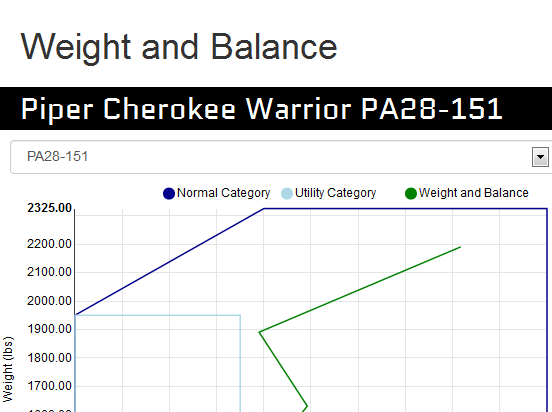 Weight and Balance
Piper Cherokee Warrior PA28-151
PA28-151
Normal Category Utility Category Weight and Balance
2325.00
2200.00
2100.00
2000.00
1900.00
1800.00
1700.00
Weight (lbs)